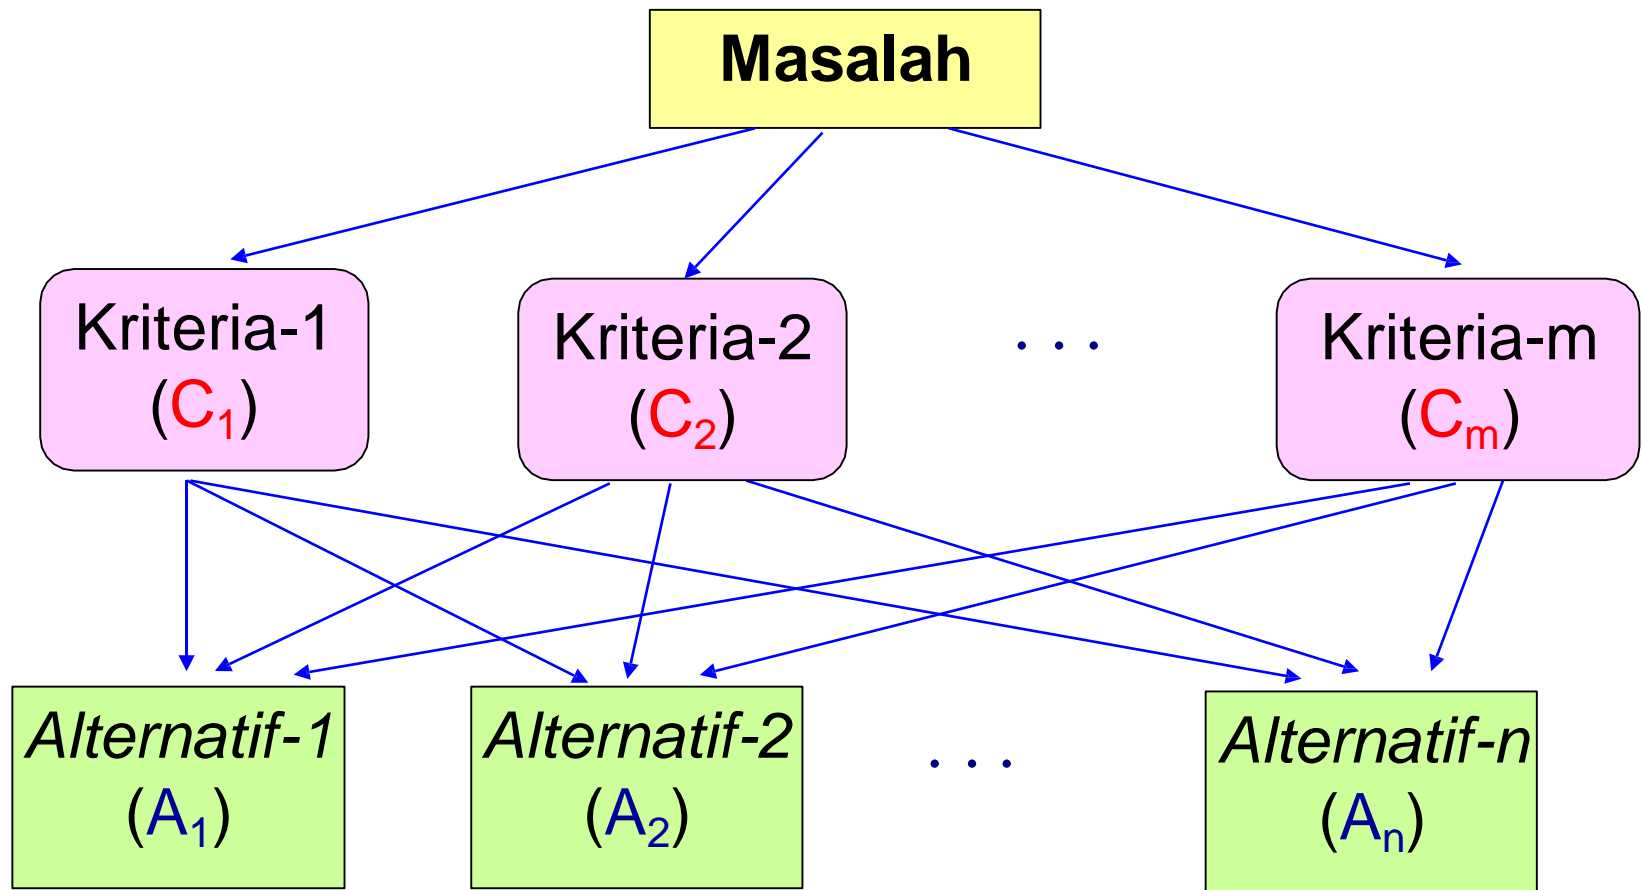 Masalah
Kriteria-1
(C₁)
Kriteria-2
(C₂)
. . .
Kriteria-m
(Cₘ)
Alternatif-1
(A₁)
Alternatif-2
(A₂)
. . .
Alternatif-n
(Aₙ)